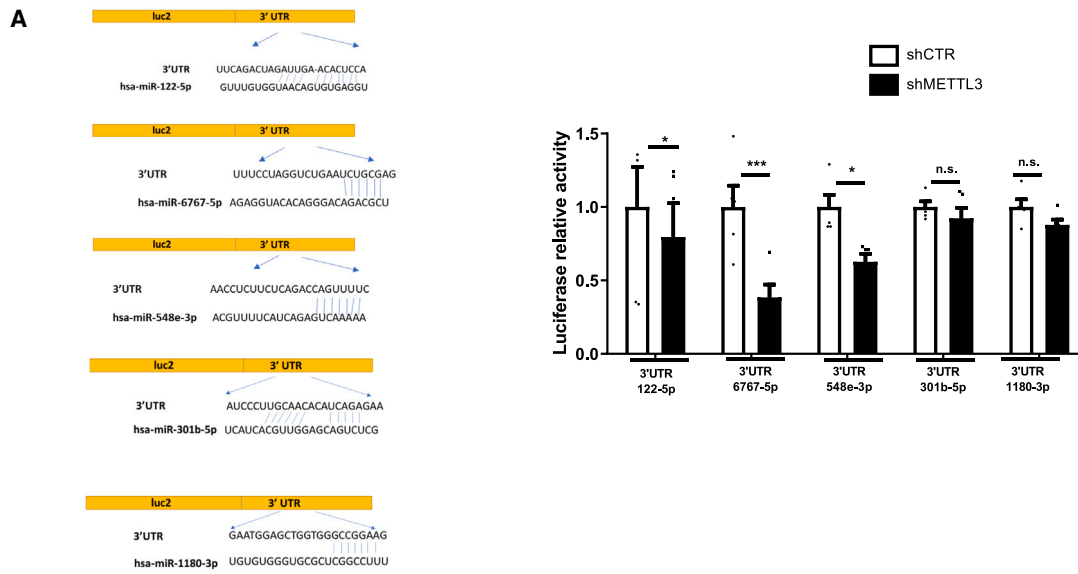 A
luc2 3′ UTR
3′UTR UUCAGACUAGAUUGA-ACACUCCA
hsa-miR-122-5p GUUUGUGGUAACAGUGUGAGGU
luc2 3′ UTR
3′UTR UUUCCUAGGUCUGAAUCUGCGAG
hsa-miR-6767-5p AGAGGUACACAGGGACAGACGCU
luc2 3′ UTR
3′UTR AACCUCUUCUCAGACCAGUUUUC
hsa-miR-548e-3p ACGUUUUCAUCAGAGUCAAAAA
luc2 3′ UTR
3′UTR AUCCCUUGCAACACAUCAGAGAA
hsa-miR-301b-5p UCAUCACGUUGGAGCAGUCUCG
luc2 3′ UTR
3′UTR GAATGGAGCTGGTGGGCCGGAAG
hsa-miR-1180-3p UGUGUGGGUGCGCUCGGCCUUU
shCTR
shMETTL3
Luciferase relative activity
1.5
1.0
0.5
0.0
* *** * n.s. n.s.
3'UTR 3'UTR 3'UTR 3'UTR 3'UTR
122-5p 6767-5p 548e-3p 301b-5p 1180-3p